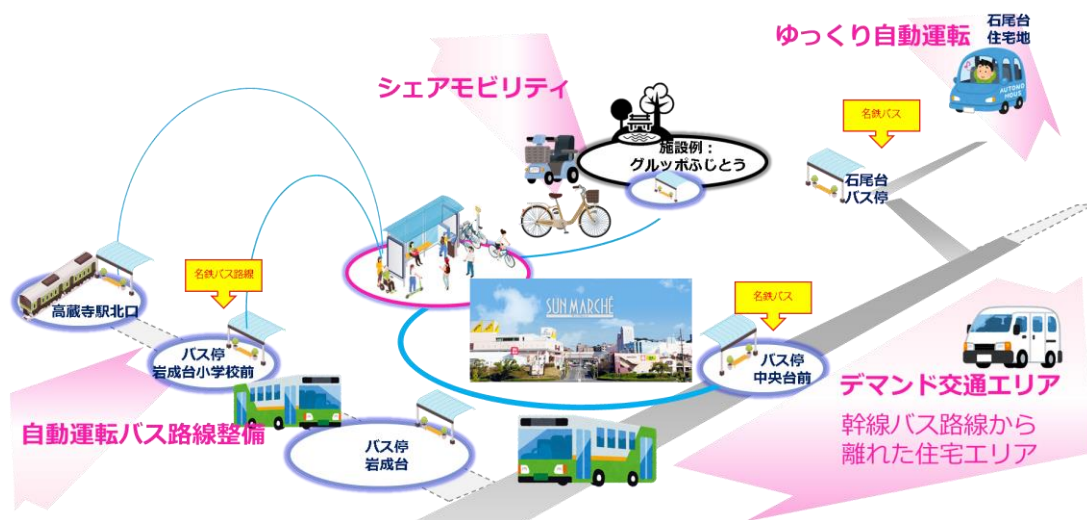 シェアモビリティ
ゆっくり自動運転
石尾台
住宅地
AUTOMO
HOUS
名鉄バス
施設例：
グルッポふじとう
石尾台
バス停
名鉄バス路線
高蔵寺駅北口
SUN MARCHÉ
名鉄バス
バス停
岩成台小学校前
バス停
中央台前
デマンド交通エリア
幹線バス路線から
離れた住宅エリア
自動運転バス路線整備
バス停
岩成台